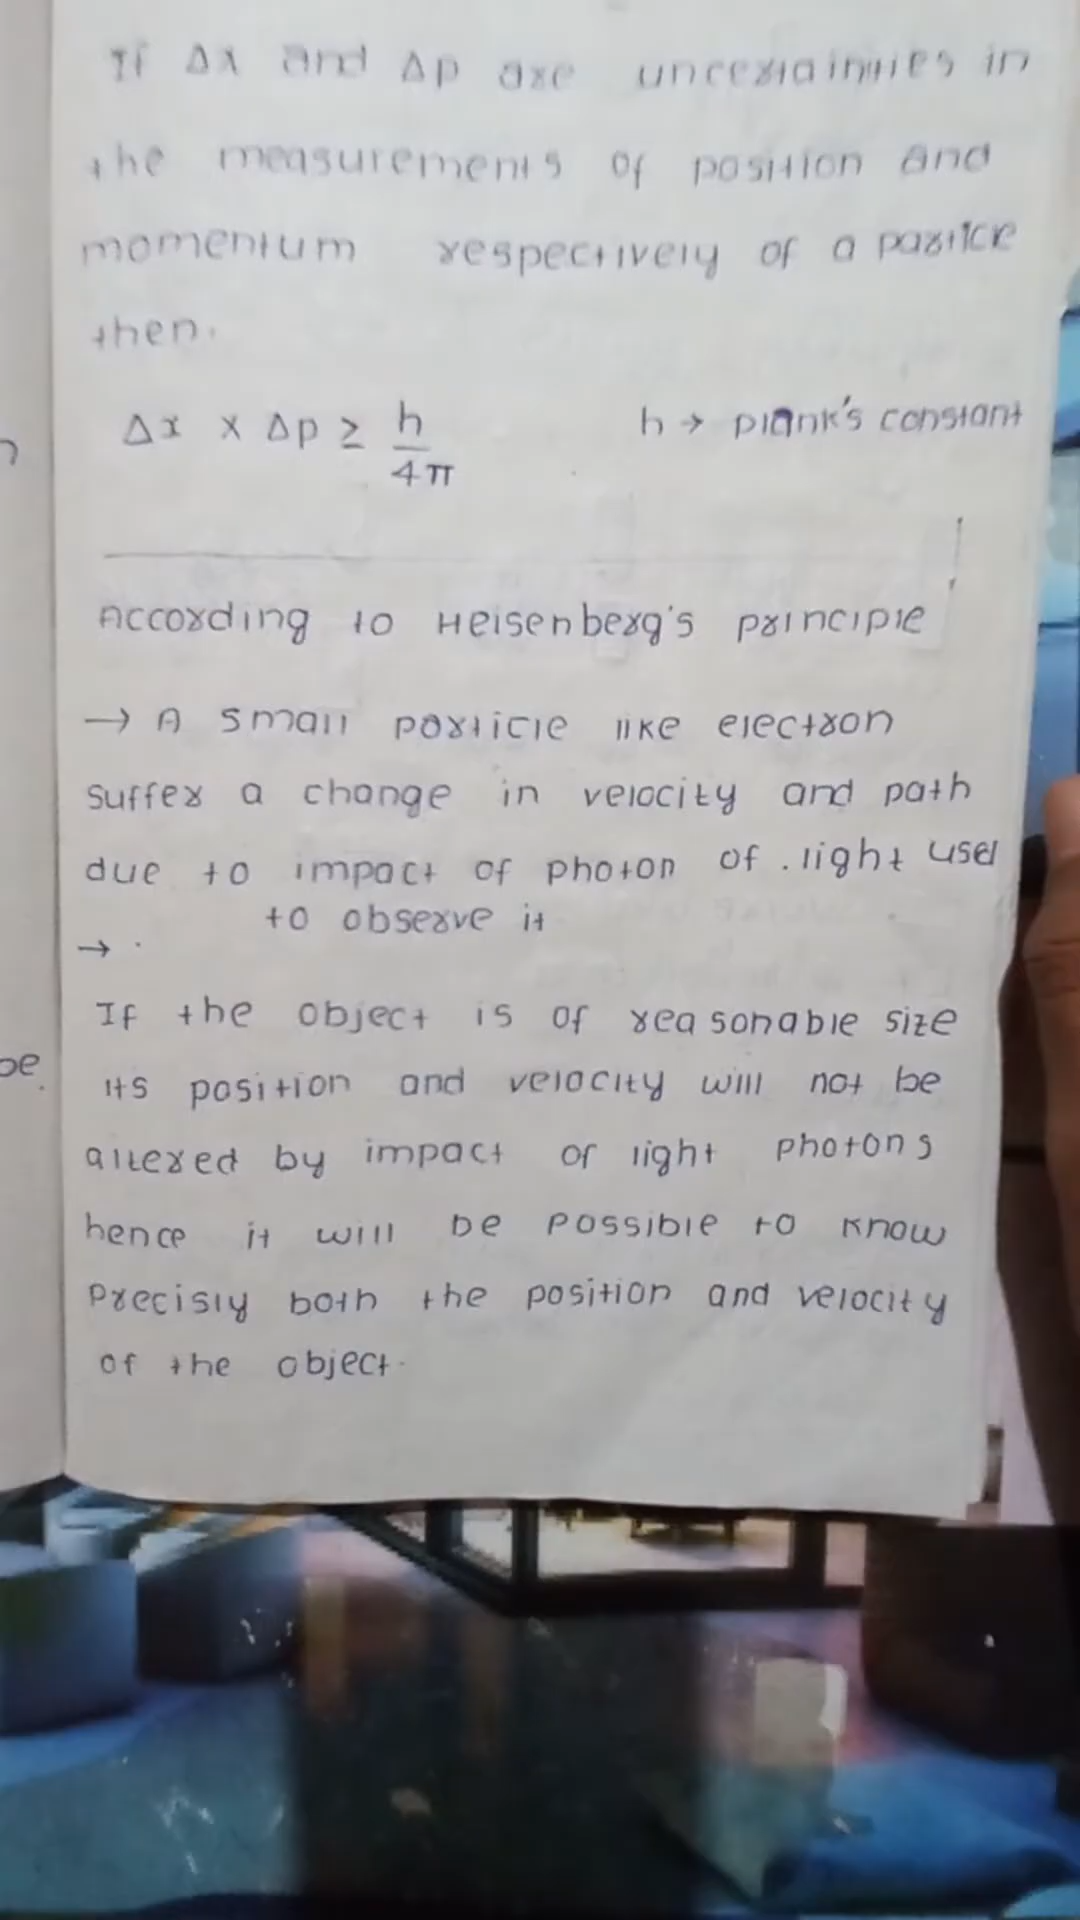 If Δx and Δp are uncertainities in
the measurements of position and
momentum respectively of a particle
then.
Δx x Δp ≥ h/4π h → plank's constant
According to Heisenberg's principle
→ A small particle like electron
suffer a change in velocity and path
due to impact of photon of . light used
to observe it
→ .
If the object is of reasonable size
its position and velocity will not be
altered by impact of light photons
hence it will be possible to know
precisly both the position and velocity
of the object.